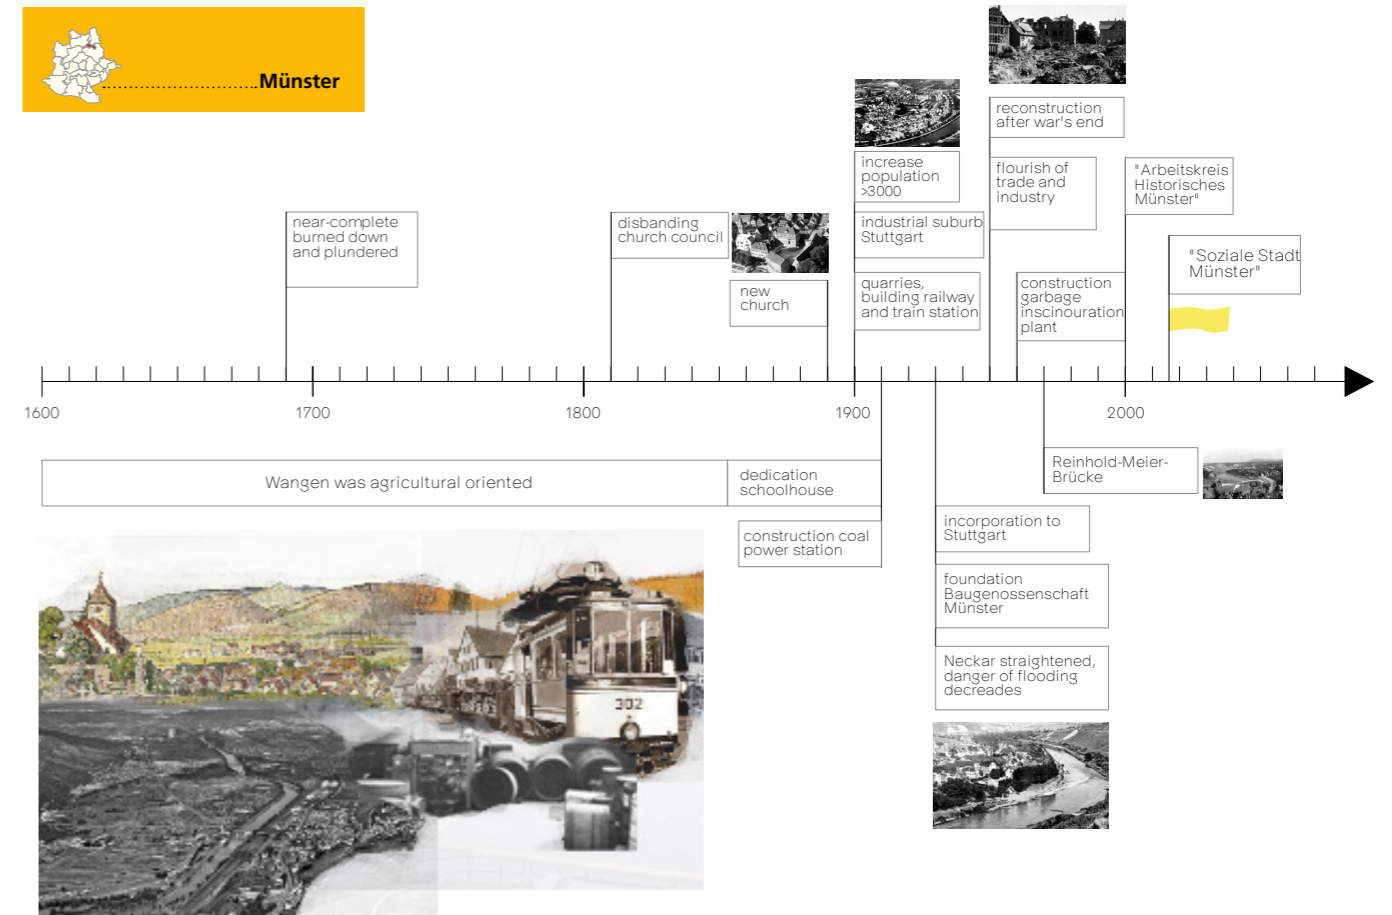 Münster
reconstruction
after war's end
increase
population
>3000
flourish of
trade and
industry
"Arbeitskreis
Historisches
Münster"
near-complete
burned down
and plundered
disbanding
church council
industrial suburb
Stuttgart
"Soziale Stadt
Münster"
new
church
quarries,
building railway
and train station
construction
garbage
inscinouration
plant
1600
1700
1800
1900
2000
Wangen was agricultural oriented
dedication
schoolhouse
Reinhold-Meier-
Brücke
construction coal
power station
incorporation to
Stuttgart
foundation
Baugenossenschaft
Münster
Neckar straightened,
danger of flooding
decreades
302